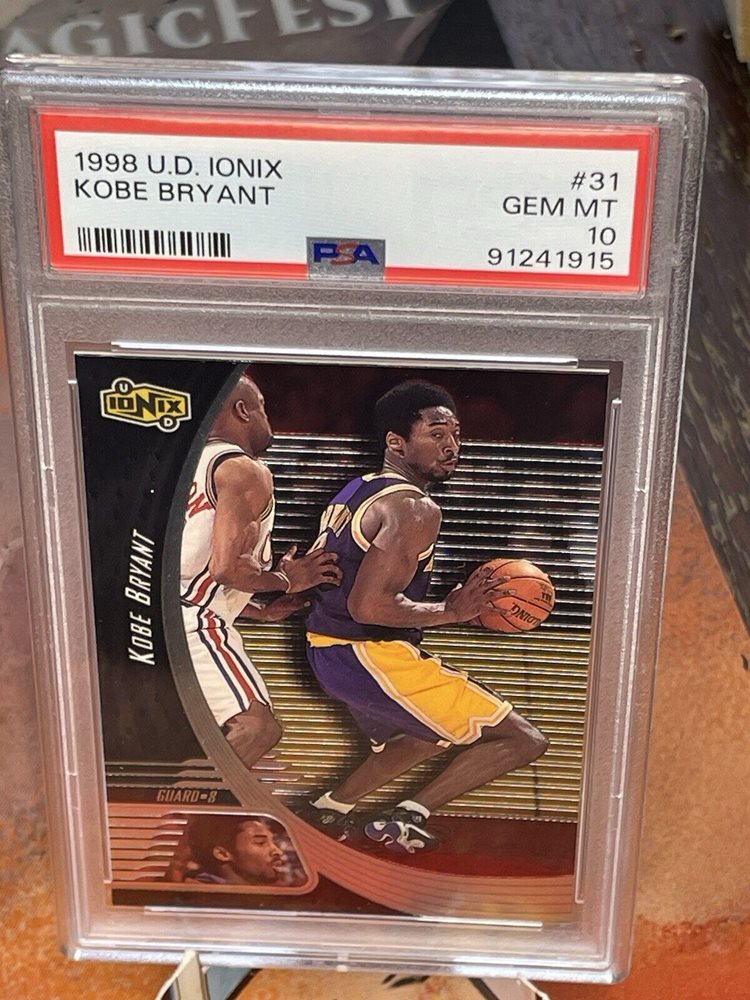 AGICFEST
1998 U.D. IONIX
KOBE BRYANT
#31
GEM MT
10
91241915
PSA
U
IONIX
D
KOBE BRYANT
GUARD-8